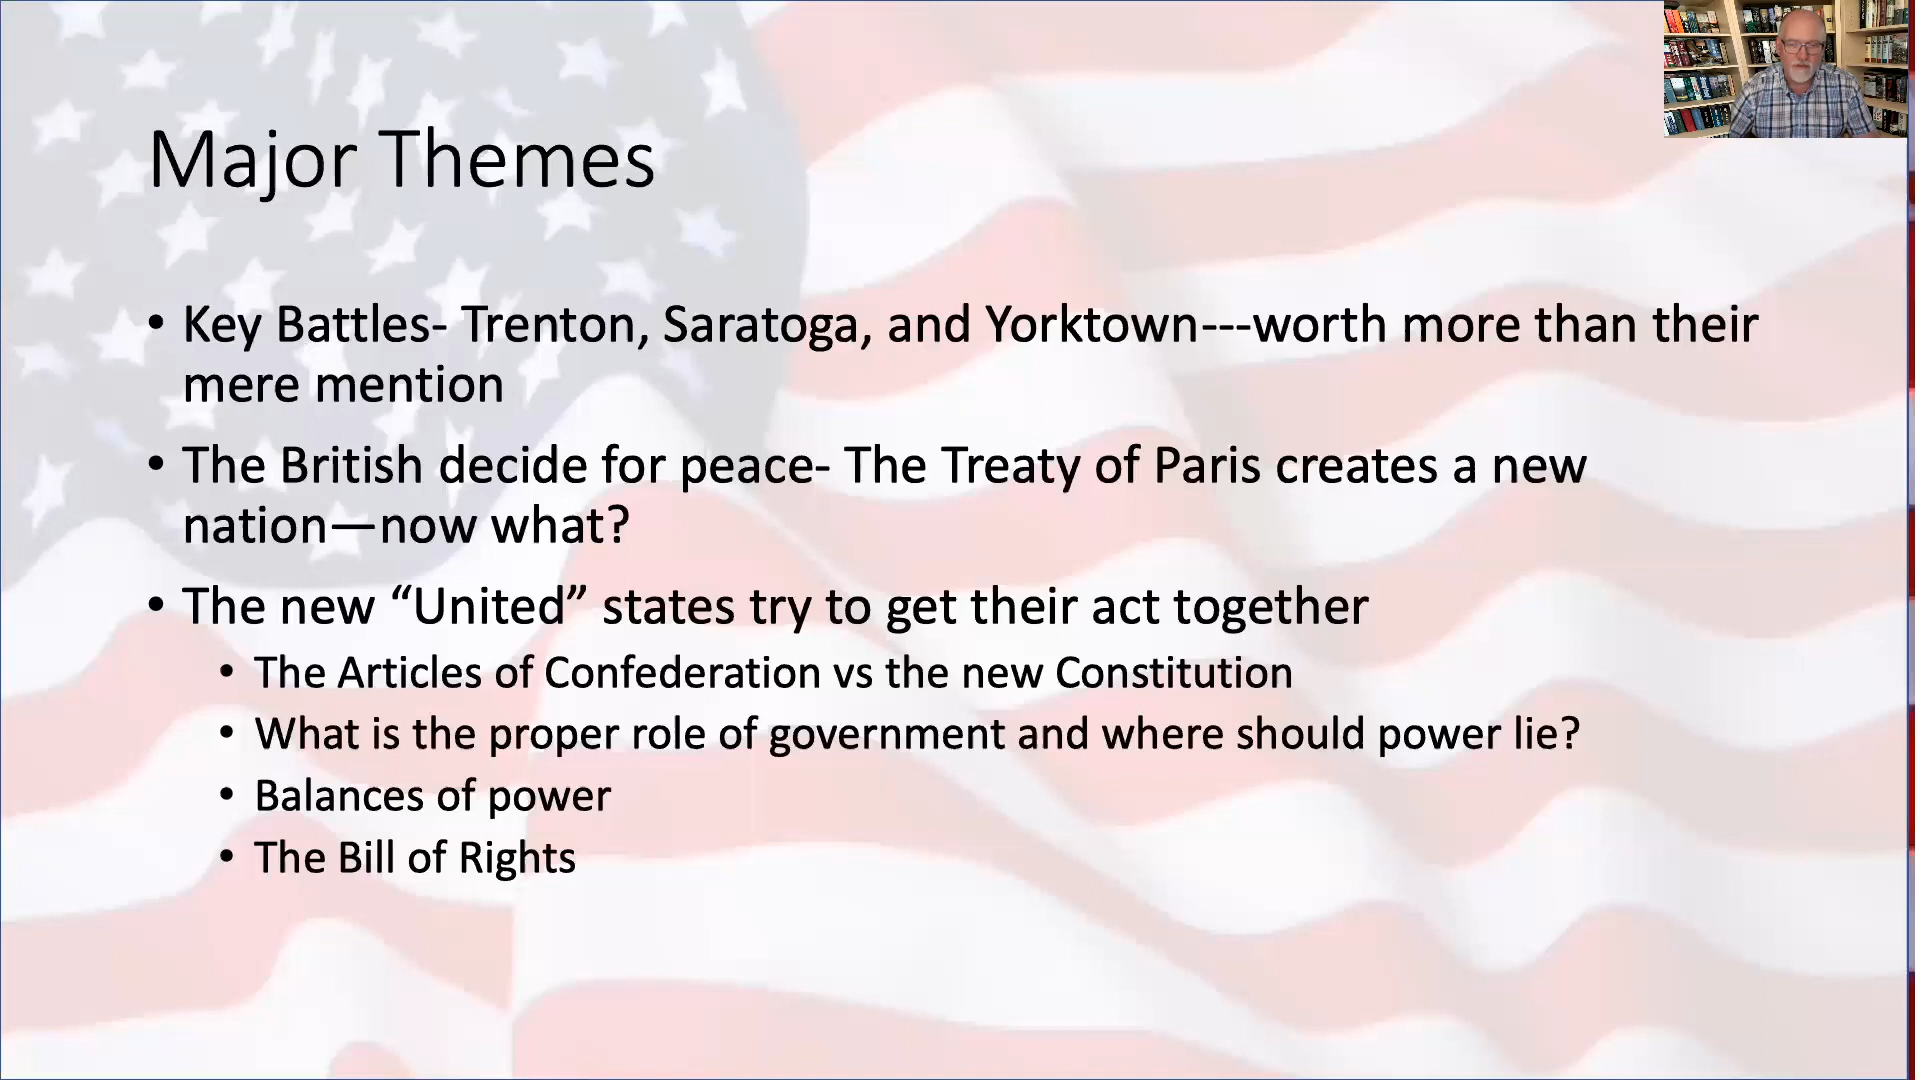 Major Themes
• Key Battles- Trenton, Saratoga, and Yorktown---worth more than their
mere mention
• The British decide for peace- The Treaty of Paris creates a new
nation—now what?
• The new “United” states try to get their act together
• The Articles of Confederation vs the new Constitution
• What is the proper role of government and where should power lie?
• Balances of power
• The Bill of Rights